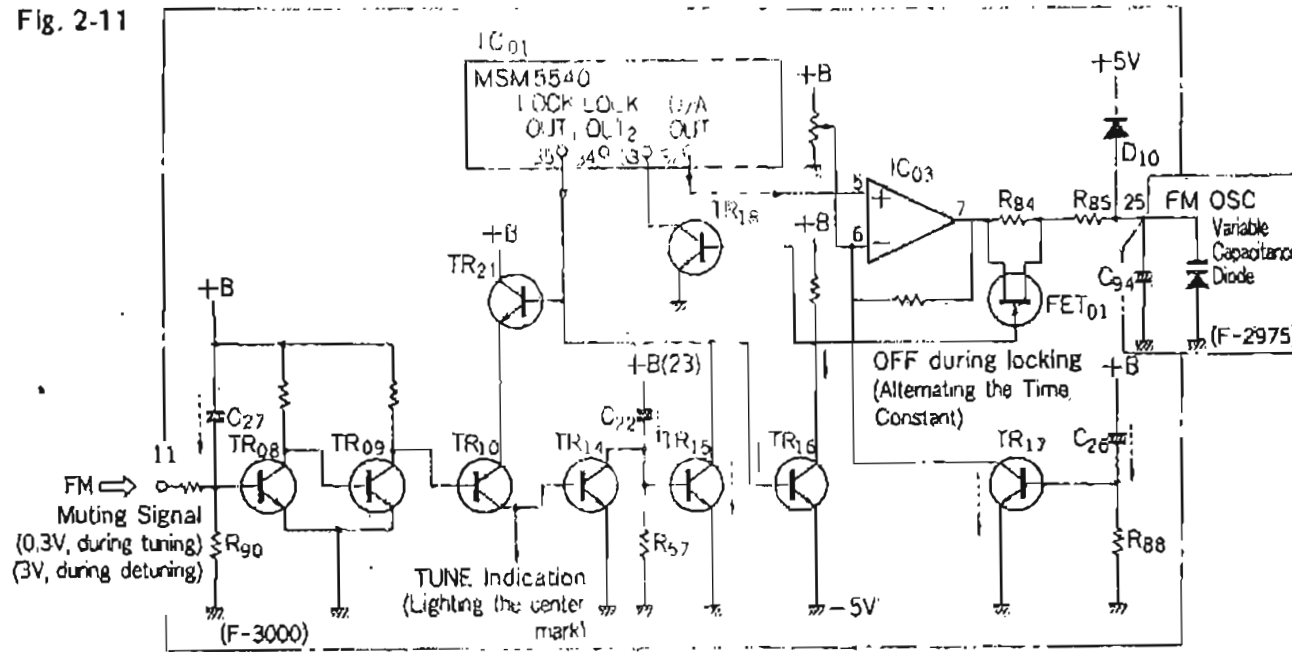 Fig. 2-11
IC01
MSM5540
LOCK LOCK D/A
OUT1 OUT2 OUT
35 34 33
+B
+5V
D10
IC03
5
6
7
R84
R85
25
FM OSC
Variable
Capacitance
Diode
C94
(F-2975)
FET01
TR18
+B
+B
TR21
+B
OFF during locking
(Alternating the Time
Constant)
+B
+B(23)
C27
C22
C26
TR08
TR09
TR10
TR14
TR15
TR16
TR17
11
FM
Muting Signal
(0.3V, during tuning)
(3V, during detuning)
R90
R57
R88
TUNE Indication
(Lighting the center
mark)
-5V
(F-3000)